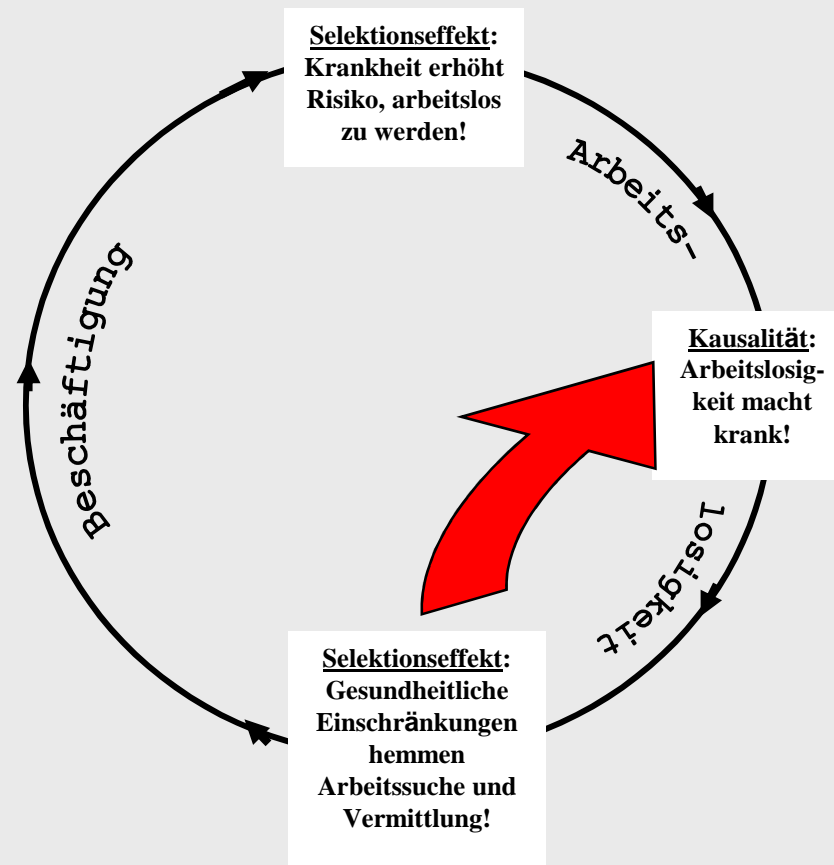 Selektionseffekt:
Krankheit erhöht
Risiko, arbeitslos
zu werden!
Arbeits-
Beschäftigung
Kausalität:
Arbeitslosig-
keit macht
krank!
losigkeit
Selektionseffekt:
Gesundheitliche
Einschränkungen
hemmen
Arbeitssuche und
Vermittlung!